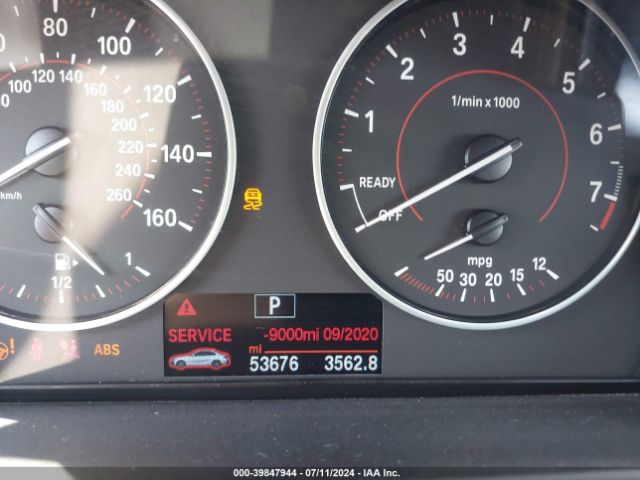 80
100
120
140
160
100 120 140
160
180
200
220
240
260
km/h
1/2
1
1
2
3
4
5
6
7
1/min x 1000
READY
OFF
mpg
50 30 20 15 12
P
SERVICE -9000mi 09/2020
mi
53676 3562.8
ABS
000-39847944 / 07/11/2024 - IAA Inc.